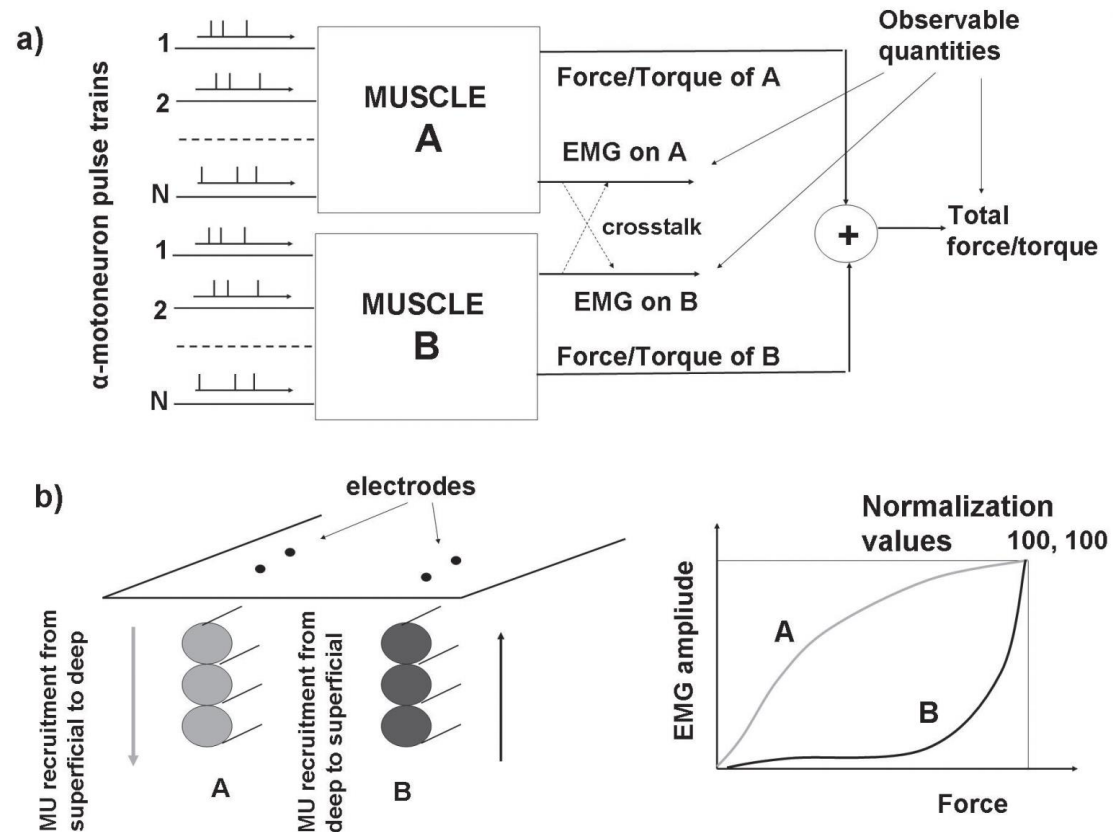 a)
α-motoneuron pulse trains
1
2
N
1
2
N
MUSCLE
A
MUSCLE
B
Force/Torque of A
EMG on A
crosstalk
EMG on B
Force/Torque of B
Observable
quantities
+
Total
force/torque
b)
electrodes
MU recruitment from
superficial to deep
A
MU recruitment from
deep to superficial
B
Normalization
values
100, 100
EMG ampliude
A
B
Force